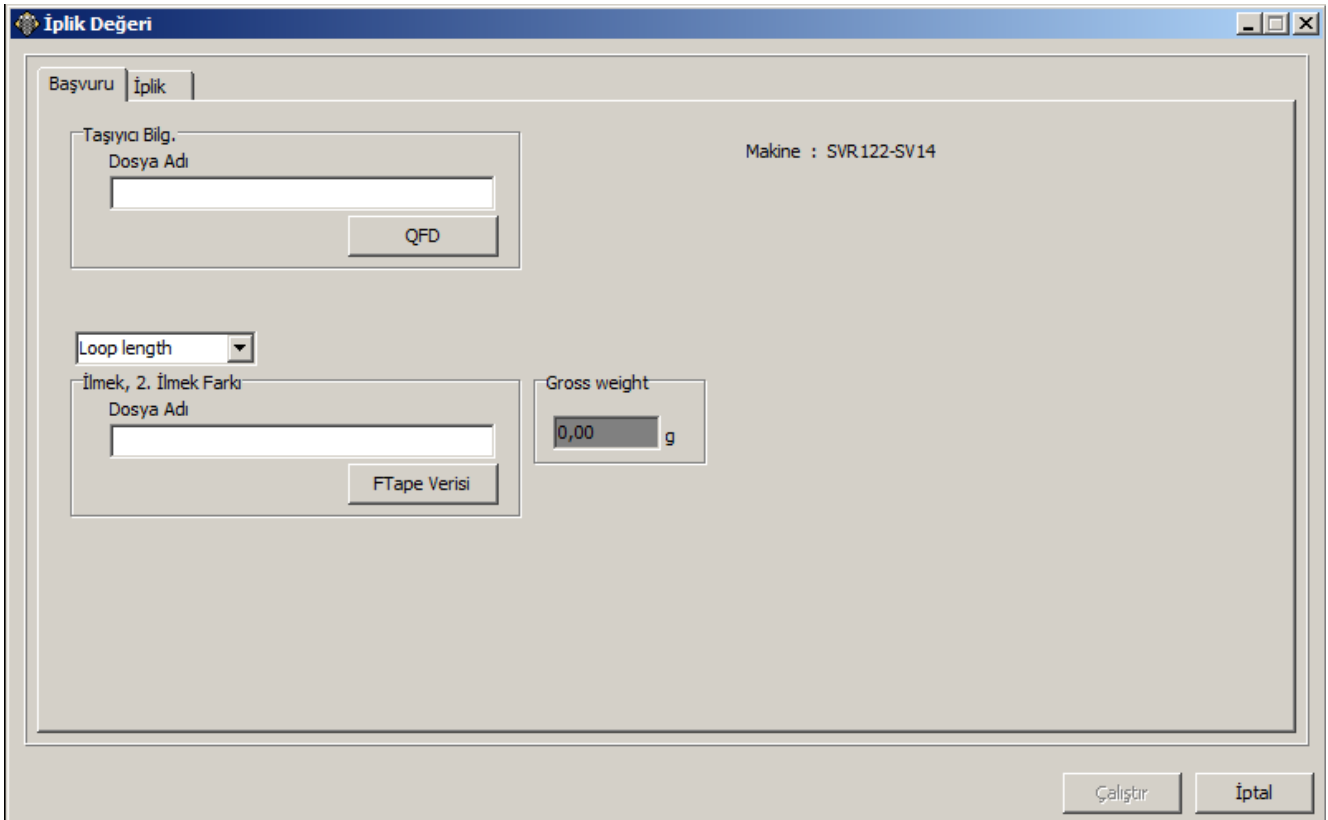 İplik Değeri
Başvuru İplik
Taşıyıcı Bilg.
Dosya Adı
Makine : SVR122-SV14
QFD
Loop length
İlmek, 2. İlmek Farkı
Dosya Adı
FTape Verisi
Gross weight
0,00 g
Çalıştır İptal